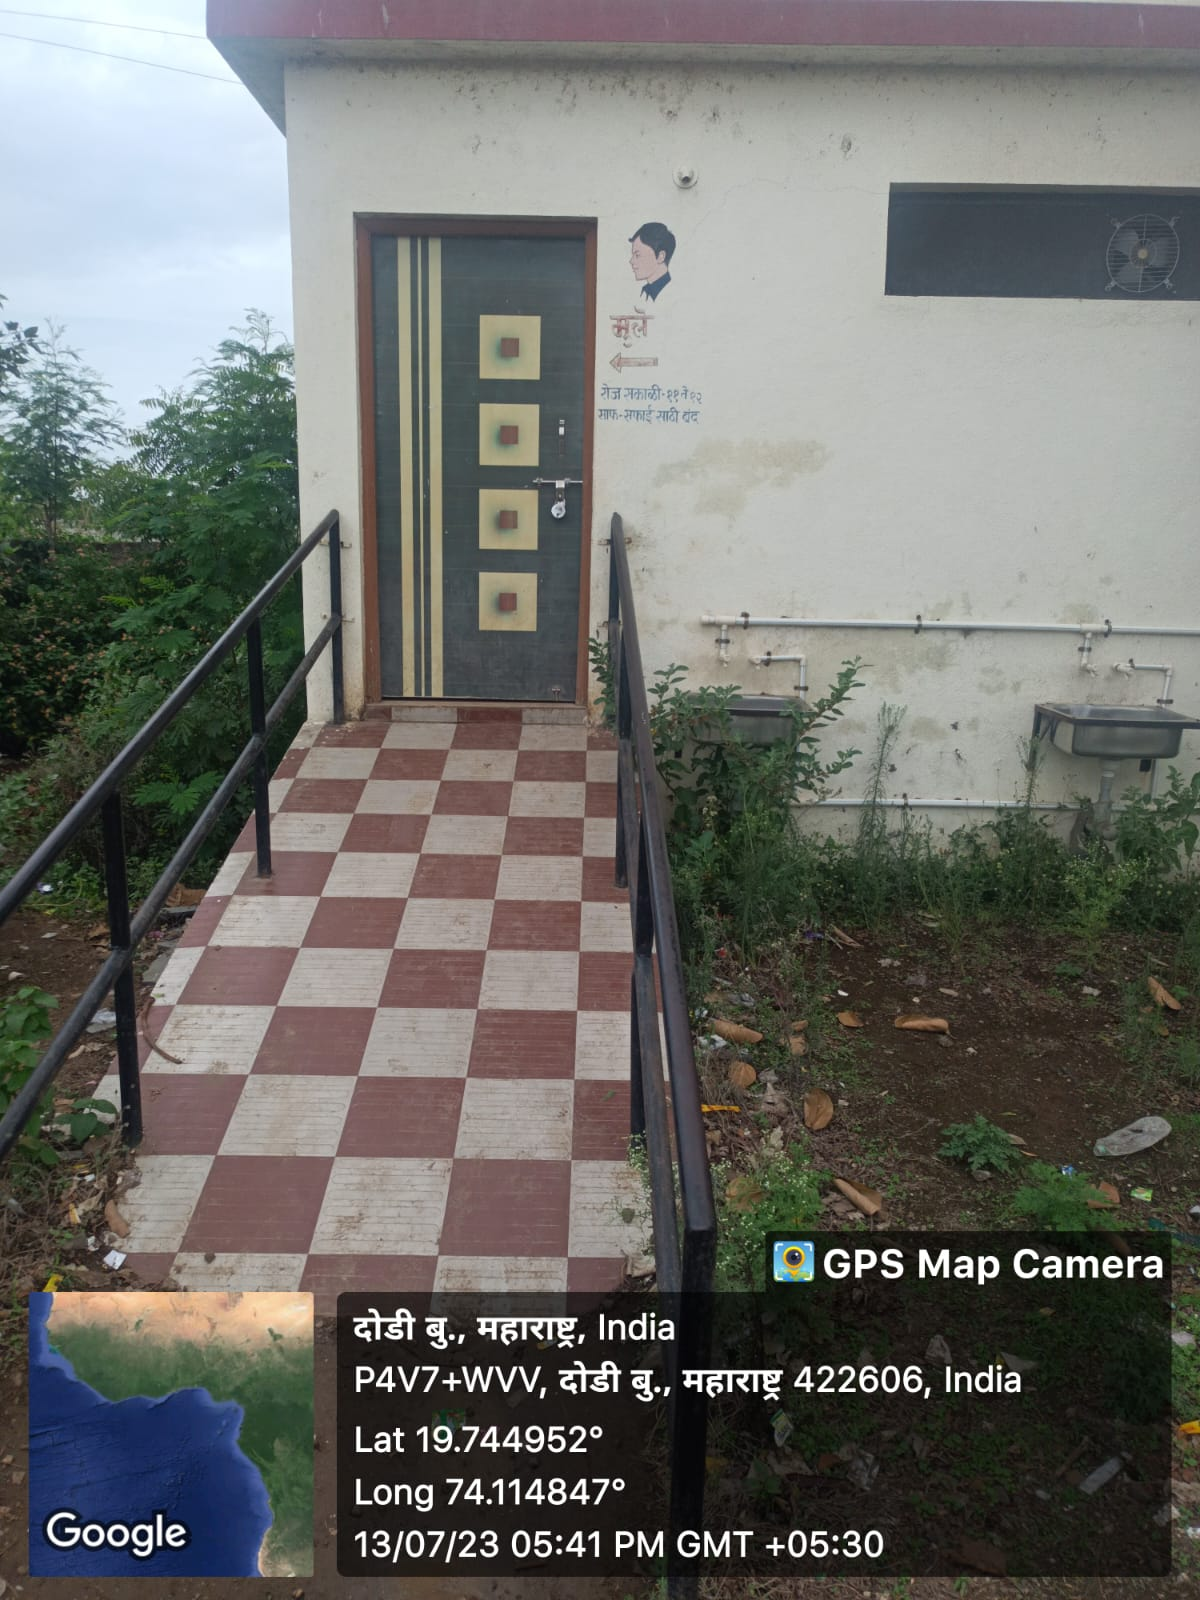 मुले
रोज सकाळी-११ ते १२
साफ-सफाई साठी बंद
GPS Map Camera
दोडी बु., महाराष्ट्र, India
P4V7+WVV, दोडी बु., महाराष्ट्र 422606, India
Lat 19.744952°
Long 74.114847°
13/07/23 05:41 PM GMT +05:30
Google